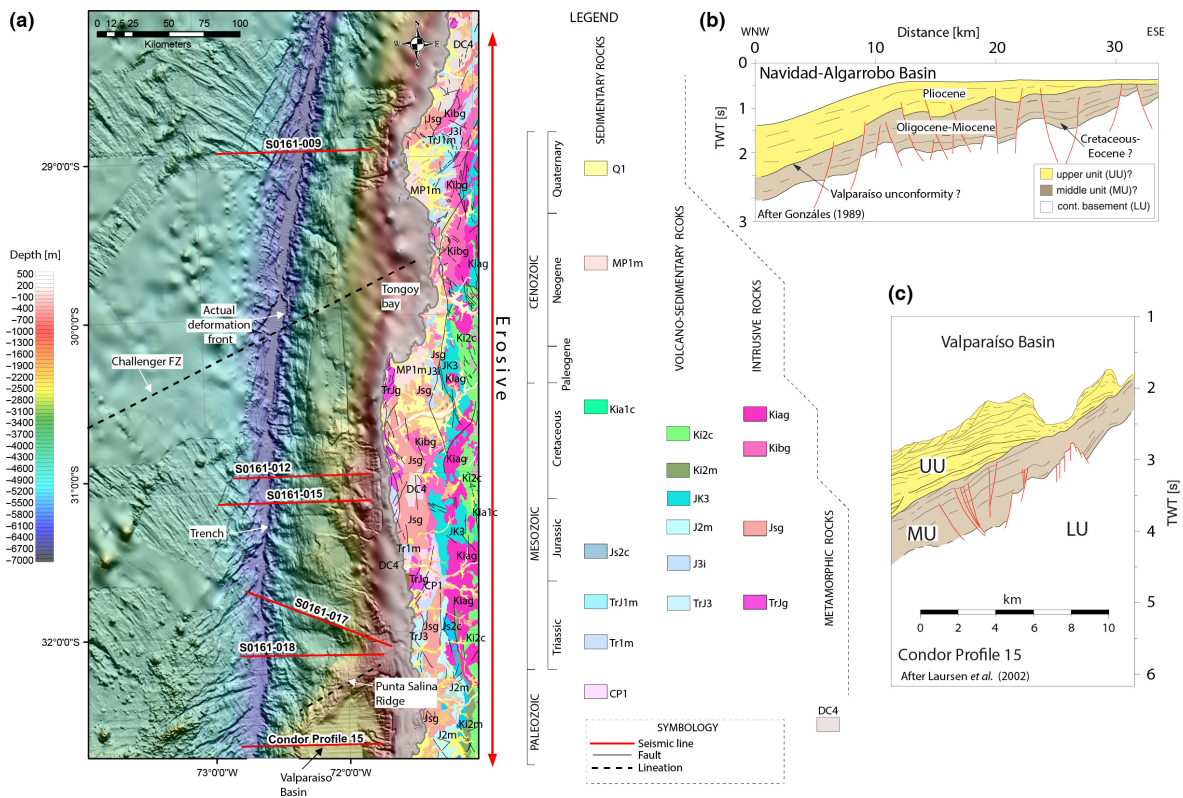 (a)
0 12.5 25 50 75 100
Kilometers
N
W E
S
DC4
Kibg
Jsg
J3i
TrJ1m
S0161-009
29°0'0"S
MP1m
Kibg
Kibg
Kiag
Depth [m]
500
200
−100
−400
−700
−1000
−1300
−1600
−1900
−2200
−2500
−2800
−3100
−3400
−3700
−4000
−4300
−4600
−4900
−5200
−5500
−5800
−6100
−6400
−6700
−7000
Tongoy
bay
Actual
deformation
front
30°0'0"S
Challenger FZ
Ki2c
Jsg
JK3
MP1m
J3i
Kiag
TrJg
Jsg
Kibg
Jsg
Kiag
S0161-012
Ki2c
DC4
S0161-015
31°0'0"S
Kia1c
Jsg
JK3
Trench
Tr1m
Kiag
DC4
TrJg
CP1
Kiag
S0161-017
Jsg
Js2c
TrJ3
Ki2c
32°0'0"S
S0161-018
Punta Salina
Ridge
J2m
Jsg
Ki2m
J2m
Condor Profile 15
73°0'0"W
72°0'0"W
Valparaiso
Basin
Erosive
LEGEND
SEDIMENTARY ROCKS
VOLCANO-SEDIMENTARY RCOKS
INTRUSIVE ROCKS
METAMORPHIC ROCKS
CENOZOIC
MESOZOIC
PALEOZOIC
Quaternary
Neogene
Paleogene
Cretaceous
Jurassic
Triassic
Q1
MP1m
Kia1c
Kiag
Ki2c
Kibg
Ki2m
JK3
J2m
Jsg
Js2c
J3i
TrJ1m
TrJ3
TrJg
Tr1m
CP1
DC4
SYMBOLOGY
Seismic line
Fault
Lineation
(b)
WNW
Distance [km]
ESE
0 10 20 30
0
1
2
3
TWT [s]
Navidad-Algarrobo Basin
Pliocene
Oligocene-Miocene
Cretaceous-
Eocene ?
Valparaíso unconformity ?
After Gonzáles (1989)
upper unit (UU)?
middle unit (MU)?
cont. basement (LU)
(c)
Valparaíso Basin
1
2
3
4
5
6
TWT [s]
UU
MU
LU
km
0 2 4 6 8 10
Condor Profile 15
After Laursen et al. (2002)